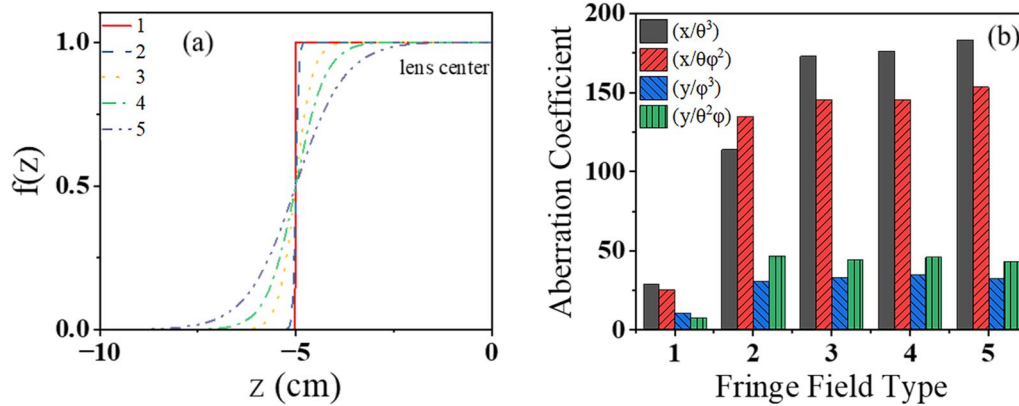 (a)
1
2
3
4
5
lens center
f(z)
1.0
0.5
0.0
−10
−5
0
z (cm)
(b)
(x/θ³)
(x/θφ²)
(y/φ³)
(y/θ²φ)
Aberration Coefficient
200
150
100
50
0
1 2 3 4 5
Fringe Field Type